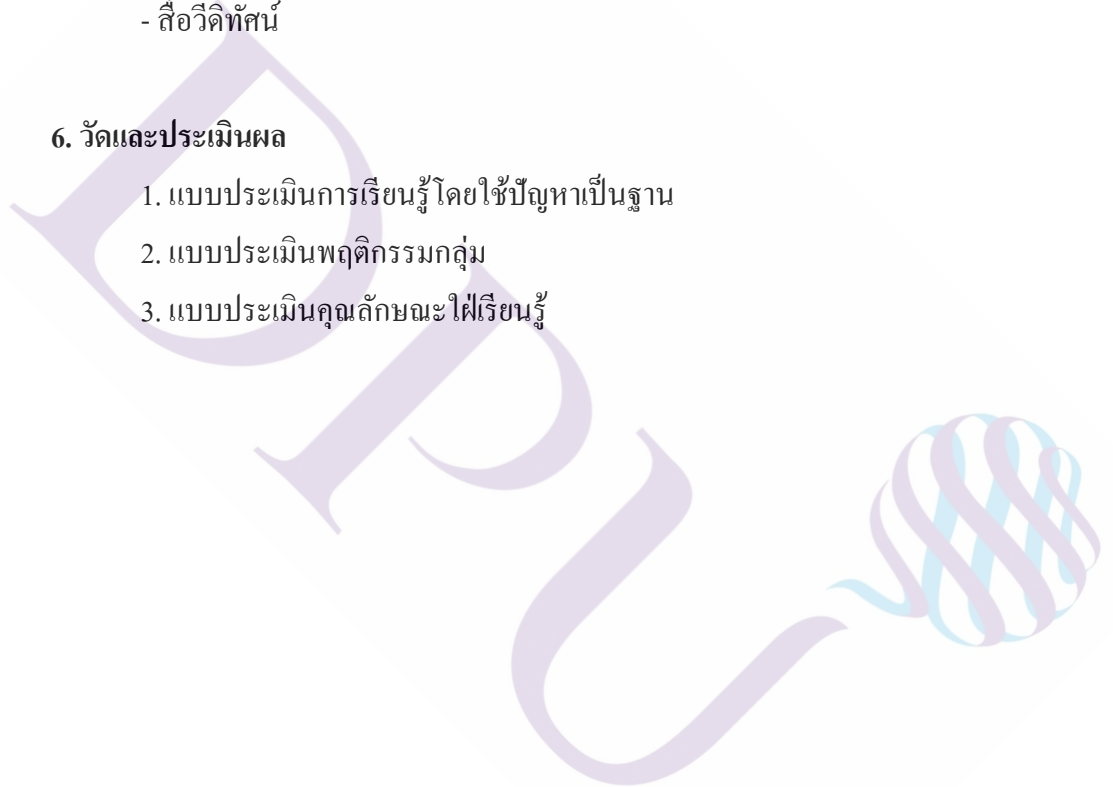 - สื่อวีดิทัศน์
6. วัดและประเมินผล
1. แบบประเมินการเรียนรู้โดยใช้ปัญหาเป็นฐาน
2. แบบประเมินพฤติกรรมกลุ่ม
3. แบบประเมินคุณลักษณะใฝ่เรียนรู้
DPU